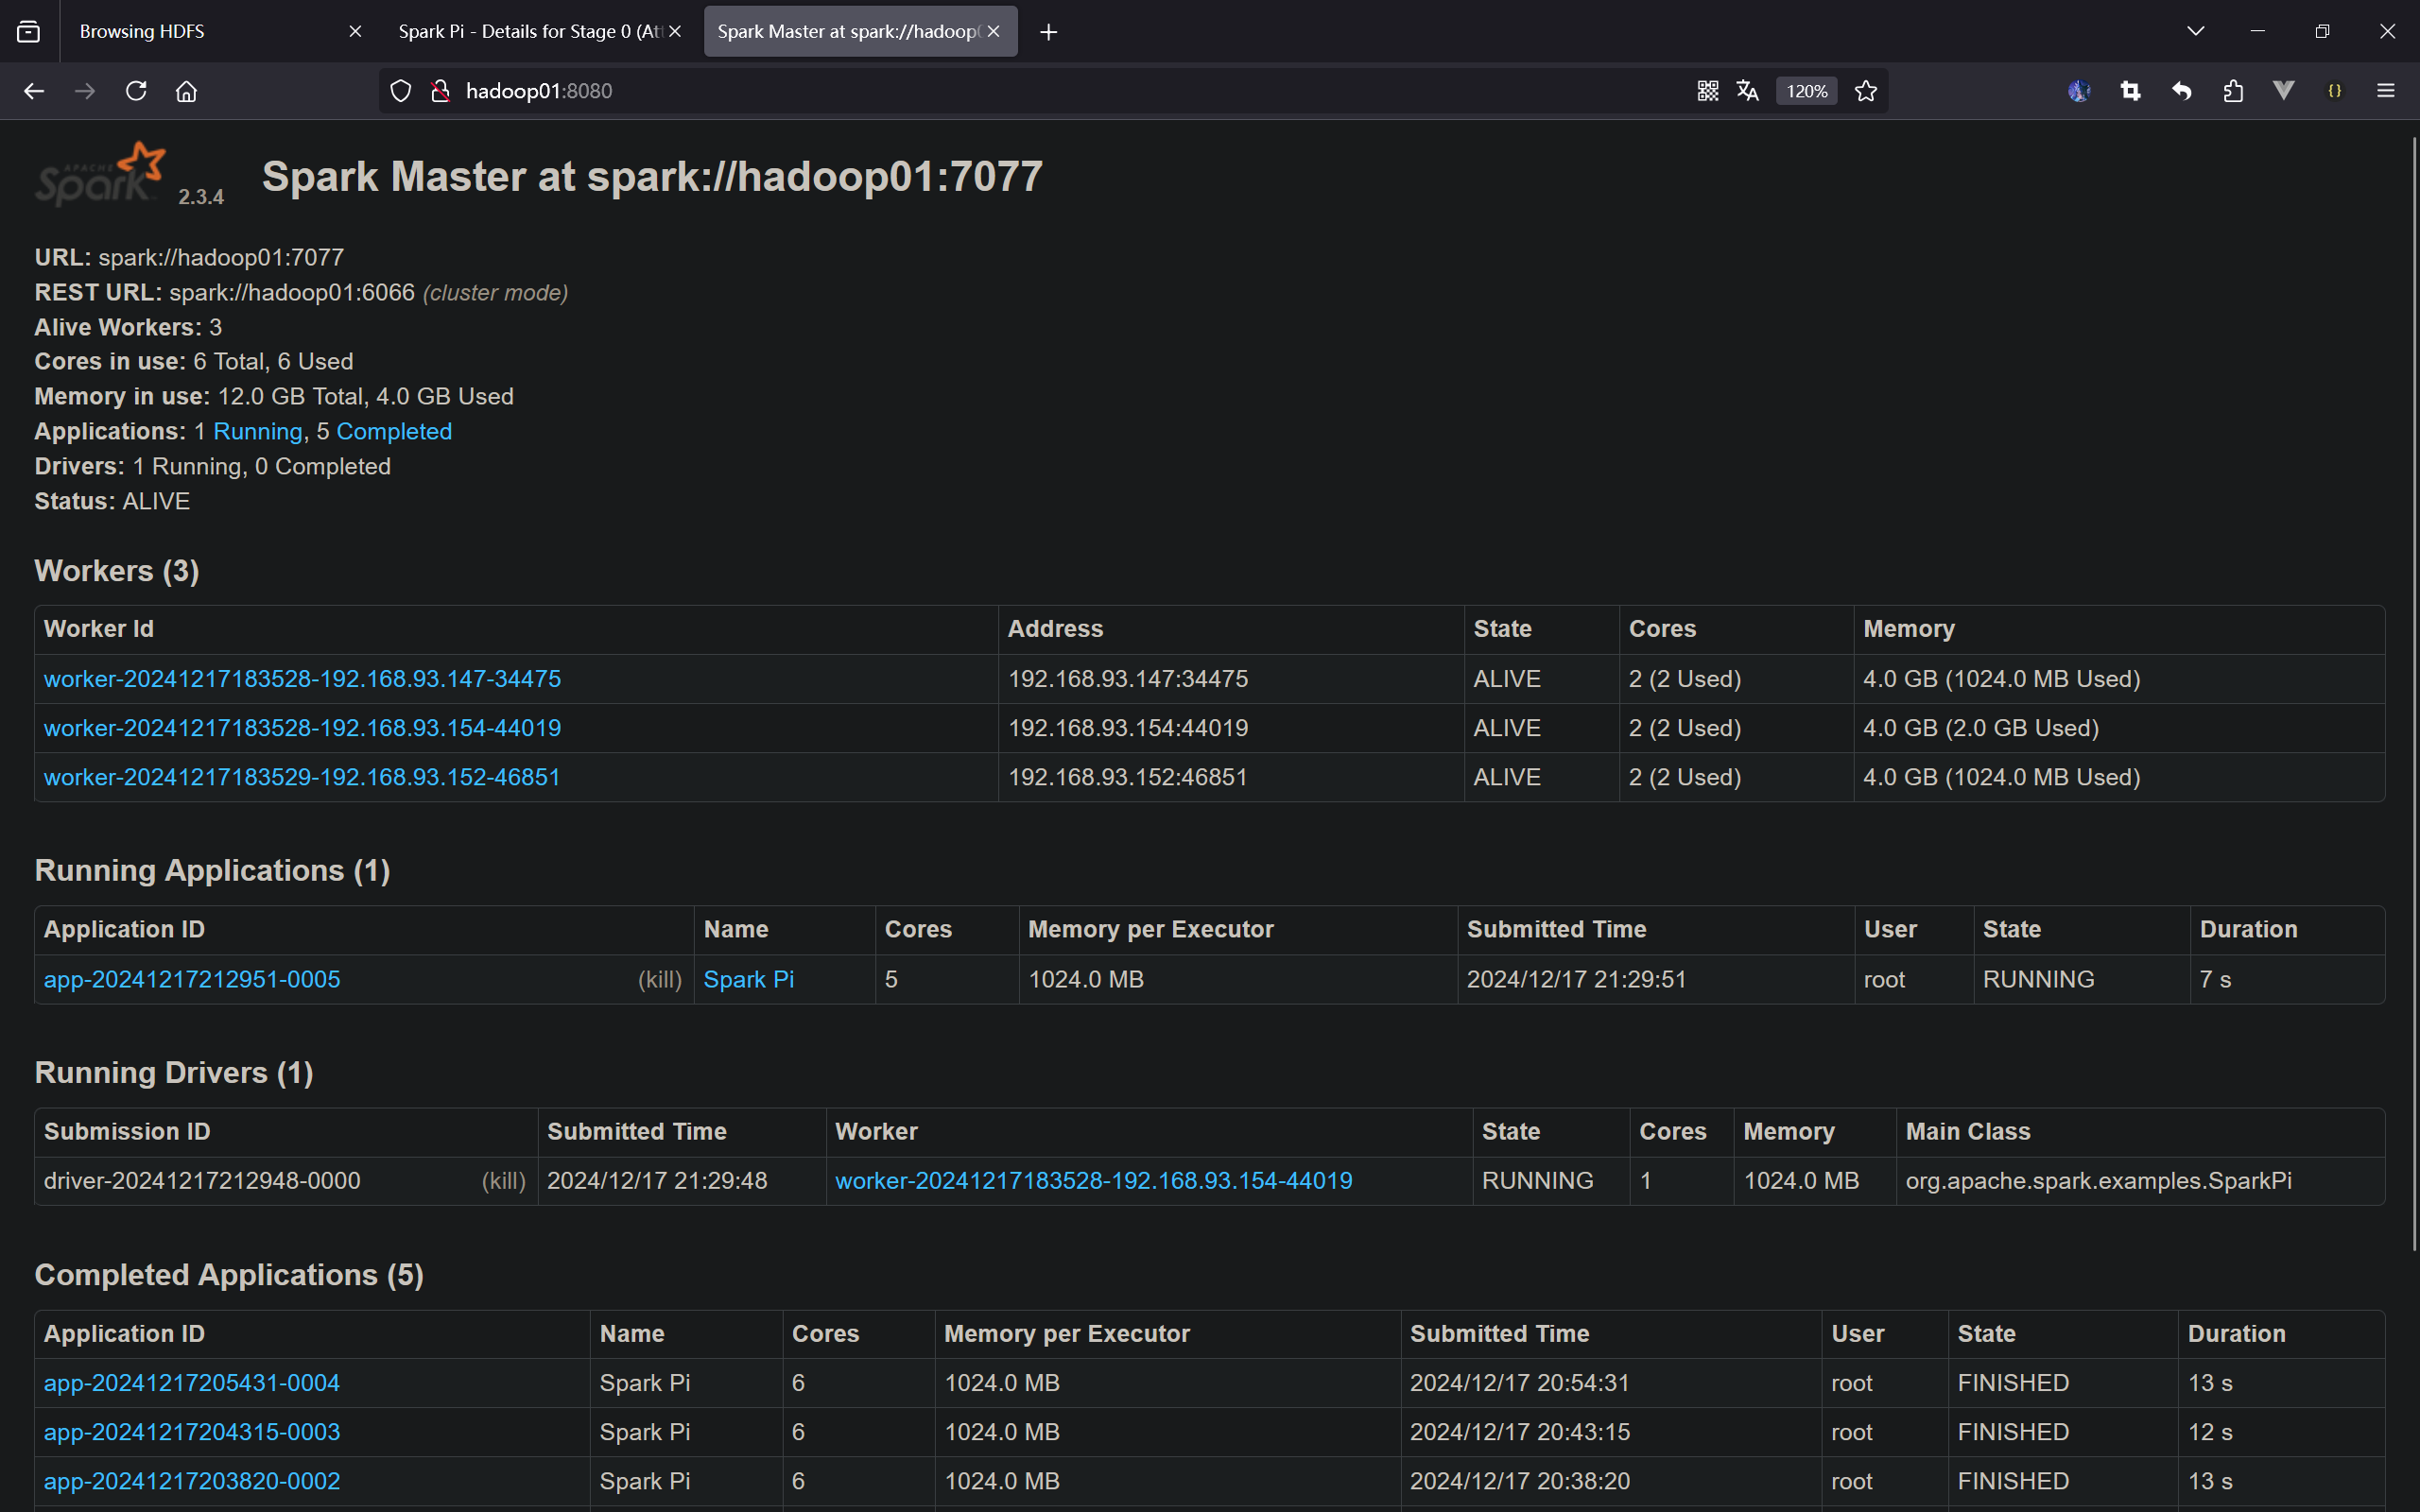 Browsing HDFS
Spark Pi - Details for Stage 0 (Att
Spark Master at spark://hadoop0
hadoop01:8080
120%
APACHE
Spark 2.3.4
Spark Master at spark://hadoop01:7077
URL: spark://hadoop01:7077
REST URL: spark://hadoop01:6066 (cluster mode)
Alive Workers: 3
Cores in use: 6 Total, 6 Used
Memory in use: 12.0 GB Total, 4.0 GB Used
Applications: 1 Running, 5 Completed
Drivers: 1 Running, 0 Completed
Status: ALIVE
Workers (3)
Worker Id Address State Cores Memory
worker-20241217183528-192.168.93.147-34475 192.168.93.147:34475 ALIVE 2 (2 Used) 4.0 GB (1024.0 MB Used)
worker-20241217183528-192.168.93.154-44019 192.168.93.154:44019 ALIVE 2 (2 Used) 4.0 GB (2.0 GB Used)
worker-20241217183529-192.168.93.152-46851 192.168.93.152:46851 ALIVE 2 (2 Used) 4.0 GB (1024.0 MB Used)
Running Applications (1)
Application ID Name Cores Memory per Executor Submitted Time User State Duration
app-20241217212951-0005 (kill) Spark Pi 5 1024.0 MB 2024/12/17 21:29:51 root RUNNING 7 s
Running Drivers (1)
Submission ID Submitted Time Worker State Cores Memory Main Class
driver-20241217212948-0000 (kill) 2024/12/17 21:29:48 worker-20241217183528-192.168.93.154-44019 RUNNING 1 1024.0 MB org.apache.spark.examples.SparkPi
Completed Applications (5)
Application ID Name Cores Memory per Executor Submitted Time User State Duration
app-20241217205431-0004 Spark Pi 6 1024.0 MB 2024/12/17 20:54:31 root FINISHED 13 s
app-20241217204315-0003 Spark Pi 6 1024.0 MB 2024/12/17 20:43:15 root FINISHED 12 s
app-20241217203820-0002 Spark Pi 6 1024.0 MB 2024/12/17 20:38:20 root FINISHED 13 s